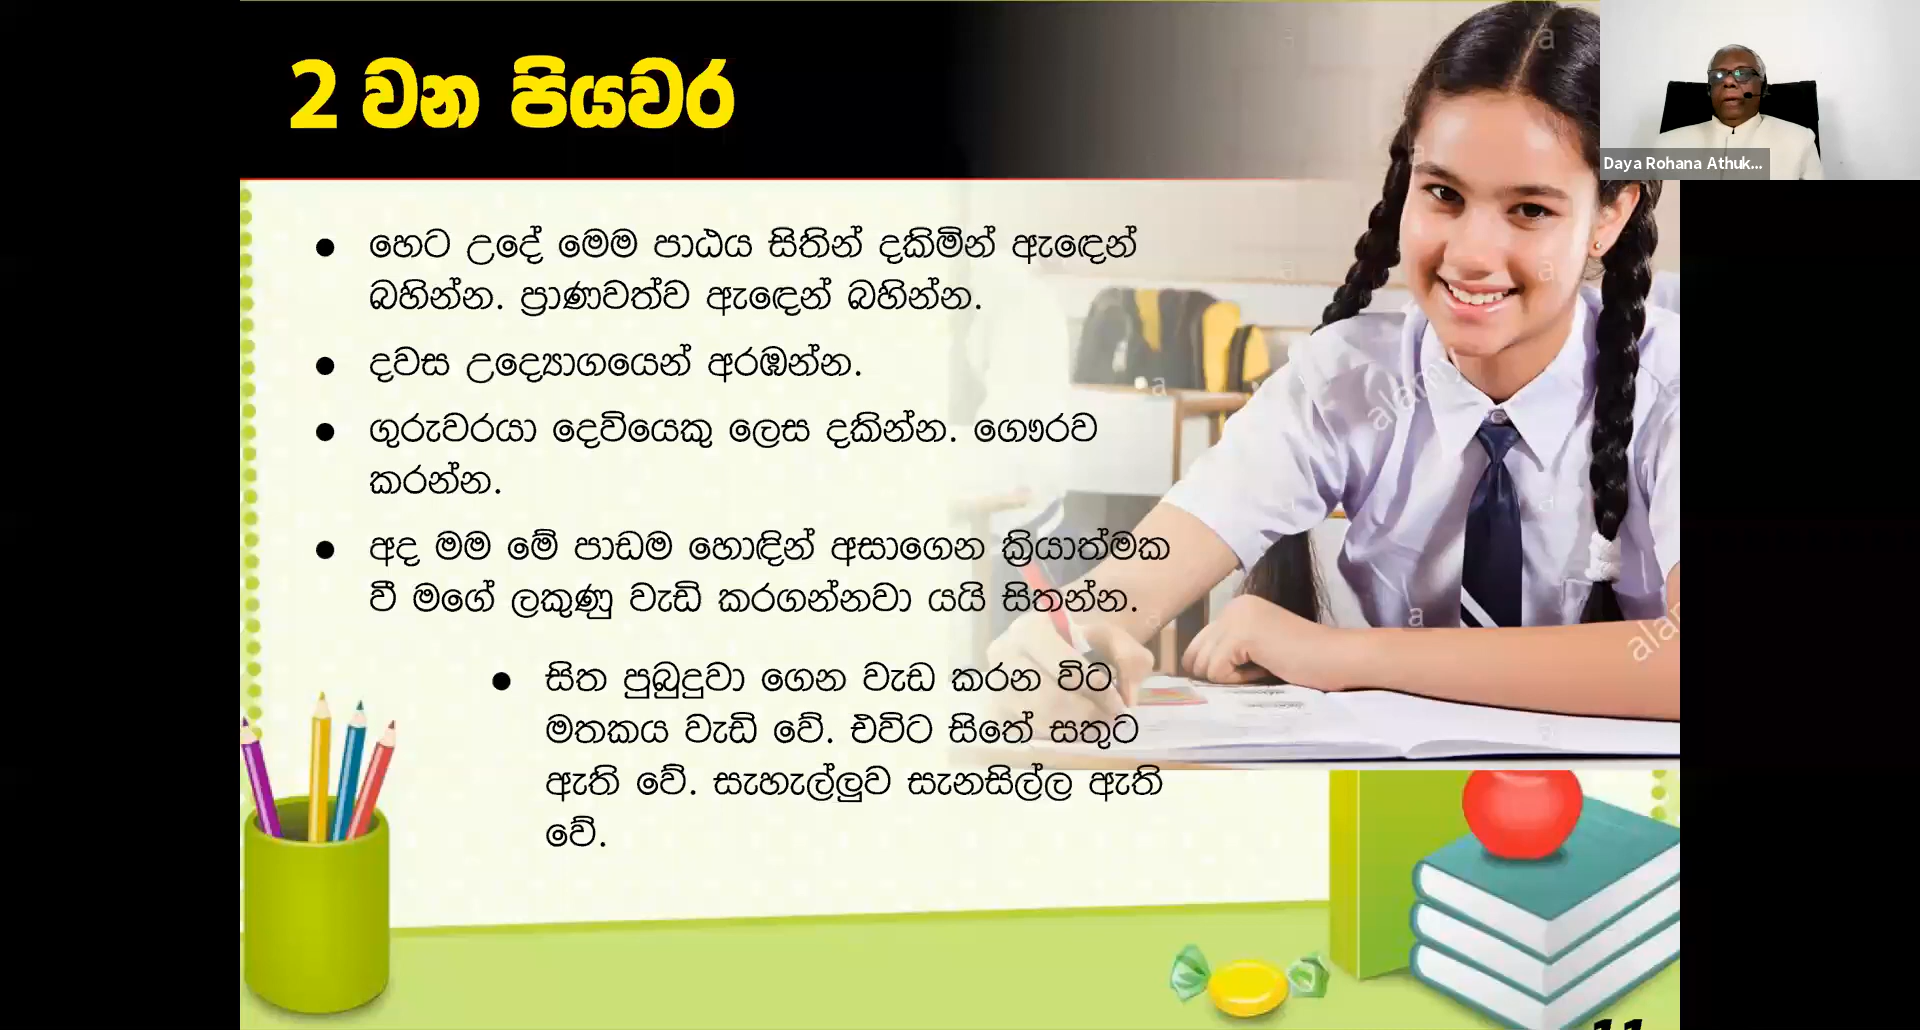 2 වන පියවර
Daya Rohana Athuk...
● හෙට උදේ මෙම පාඨය සිතින් දකිමින් ඇඳෙන්
බහින්න. ප්‍රාණවත්ව ඇඳෙන් බහින්න.
● දවස උද්‍යොගයෙන් අරඹන්න.
● ගුරුවරයා දෙවියෙකු ලෙස දකින්න. ගෞරව
කරන්න.
● අද මම මේ පාඩම හොඳින් අසාගෙන ක්‍රියාත්මක
වී මගේ ලකුණු වැඩි කරගන්නවා යයි සිතන්න.
● සිත පුබුදුවා ගෙන වැඩ කරන විට
මතකය වැඩි වේ. එවිට සිතේ සතුට
ඇති වේ. සැහැල්ලුව සැනසිල්ල ඇති
වේ.
alamy
a
11